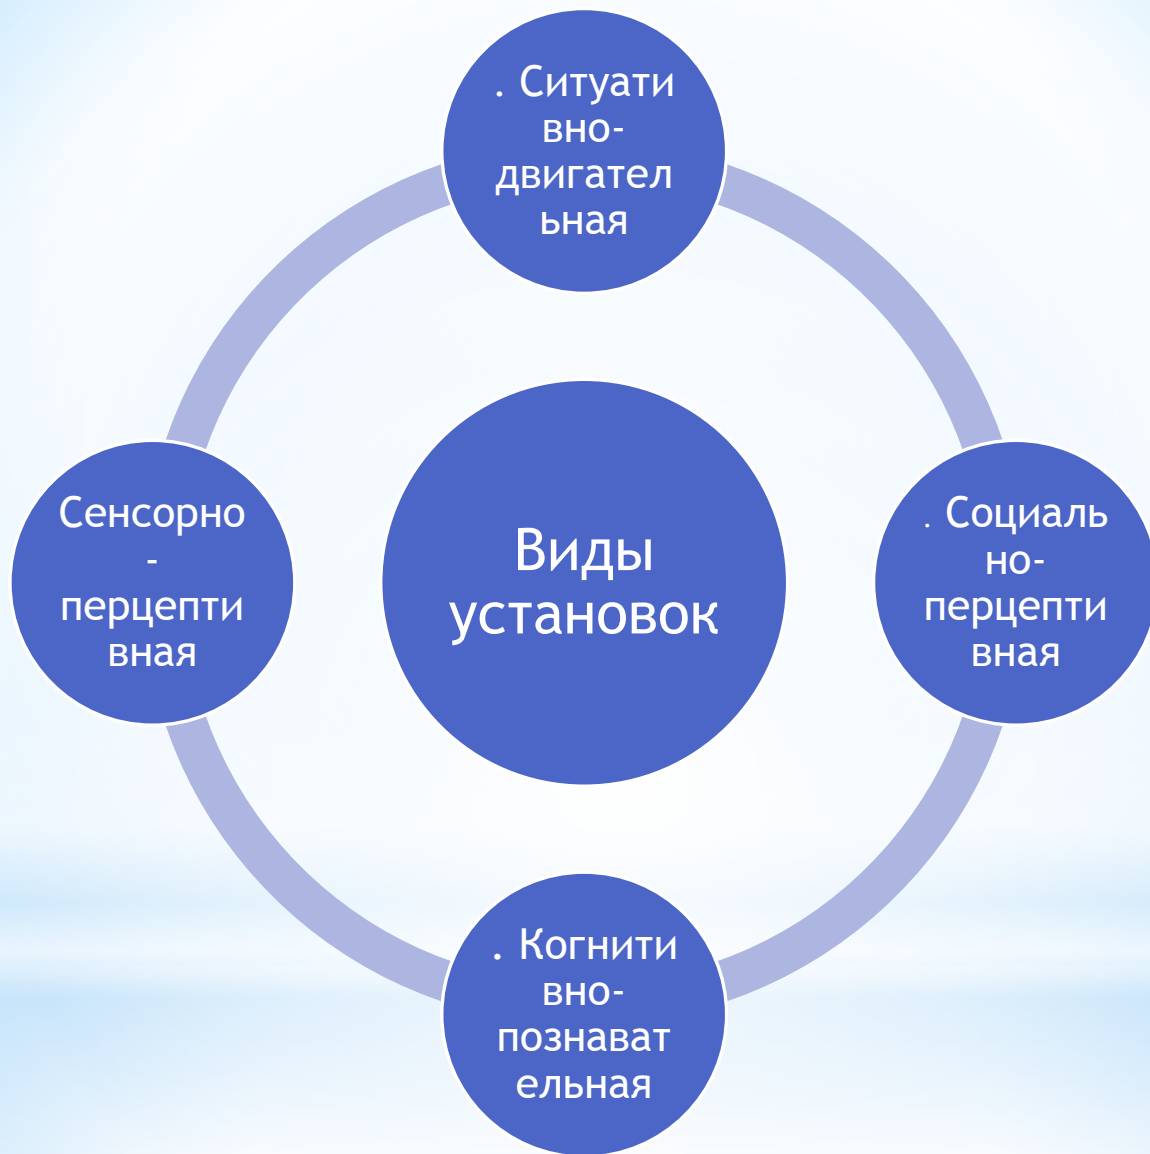 . Ситуати
вно-
двигател
ьная
Сенсорно
-
перцепти
вная
Виды
установок
. Социаль
но-
перцепти
вная
. Когнити
вно-
познават
ельная